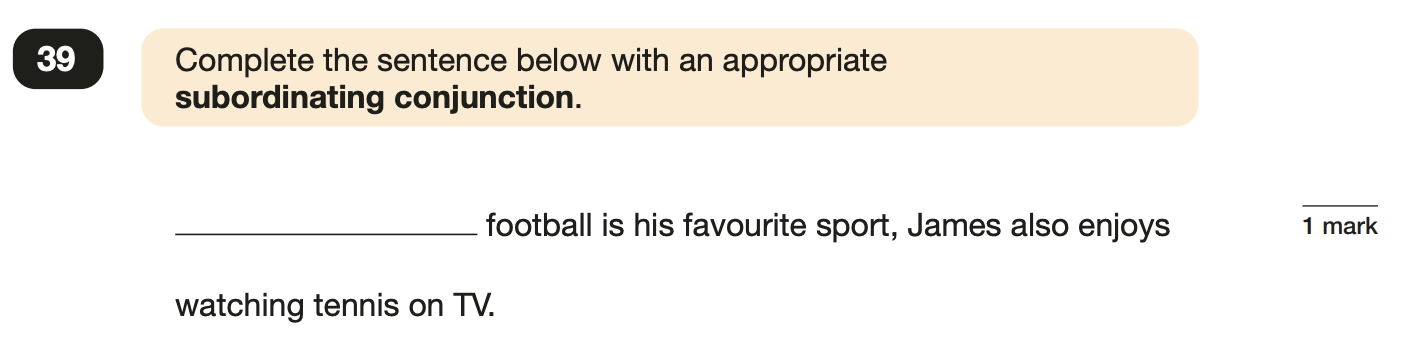 39
Complete the sentence below with an appropriate
subordinating conjunction.
football is his favourite sport, James also enjoys
1 mark
watching tennis on TV.